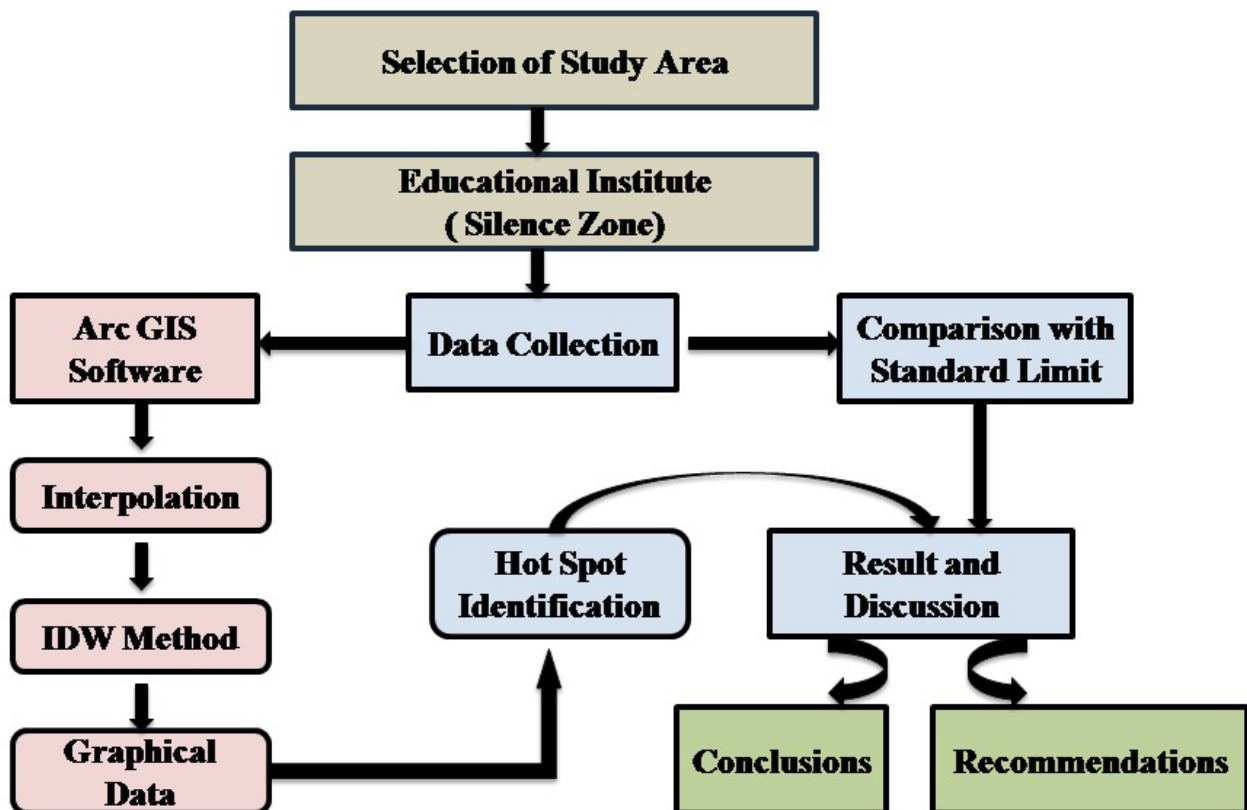 Selection of Study Area
Educational Institute
( Silence Zone)
Arc GIS
Software
Data Collection
Comparison with
Standard Limit
Interpolation
Hot Spot
Identification
Result and
Discussion
IDW Method
Graphical
Data
Conclusions
Recommendations